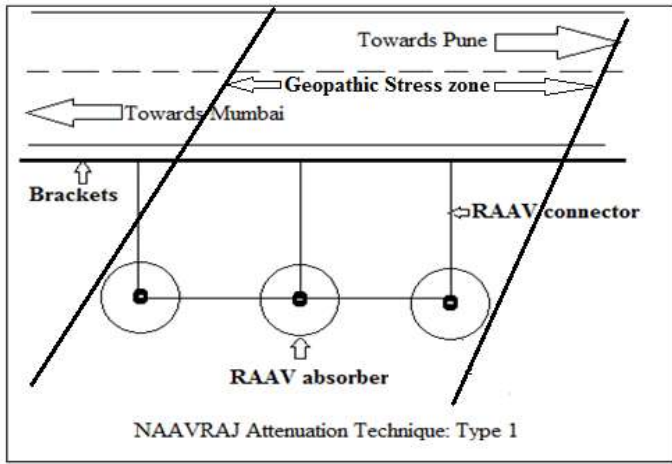 Towards Pune
Geopathic Stress zone
Towards Mumbai
Brackets
RAAV connector
RAAV absorber
NAAVRAJ Attenuation Technique: Type 1